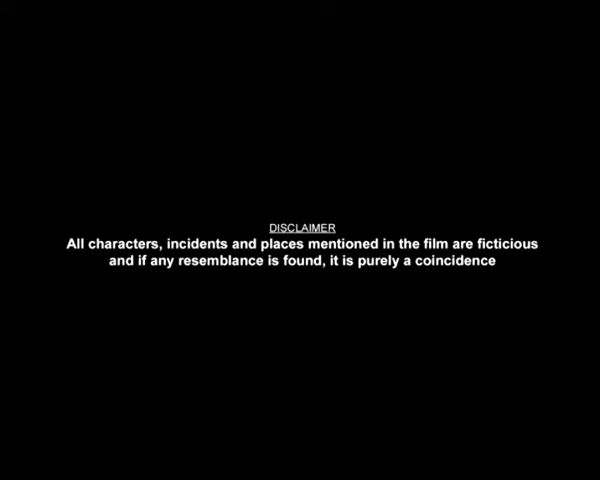 DISCLAIMER
All characters, incidents and places mentioned in the film are ficticious
and if any resemblance is found, it is purely a coincidence